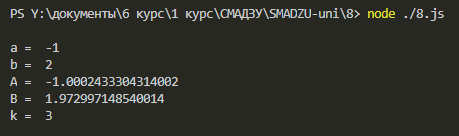 PS Y:\документы\6 курс\1 курс\СМАДЗУ\SMADZU-uni\8> node ./8.js
a =  -1
b =  2
A =  -1.0002433304314002
B =  1.972997148540014
k =  3